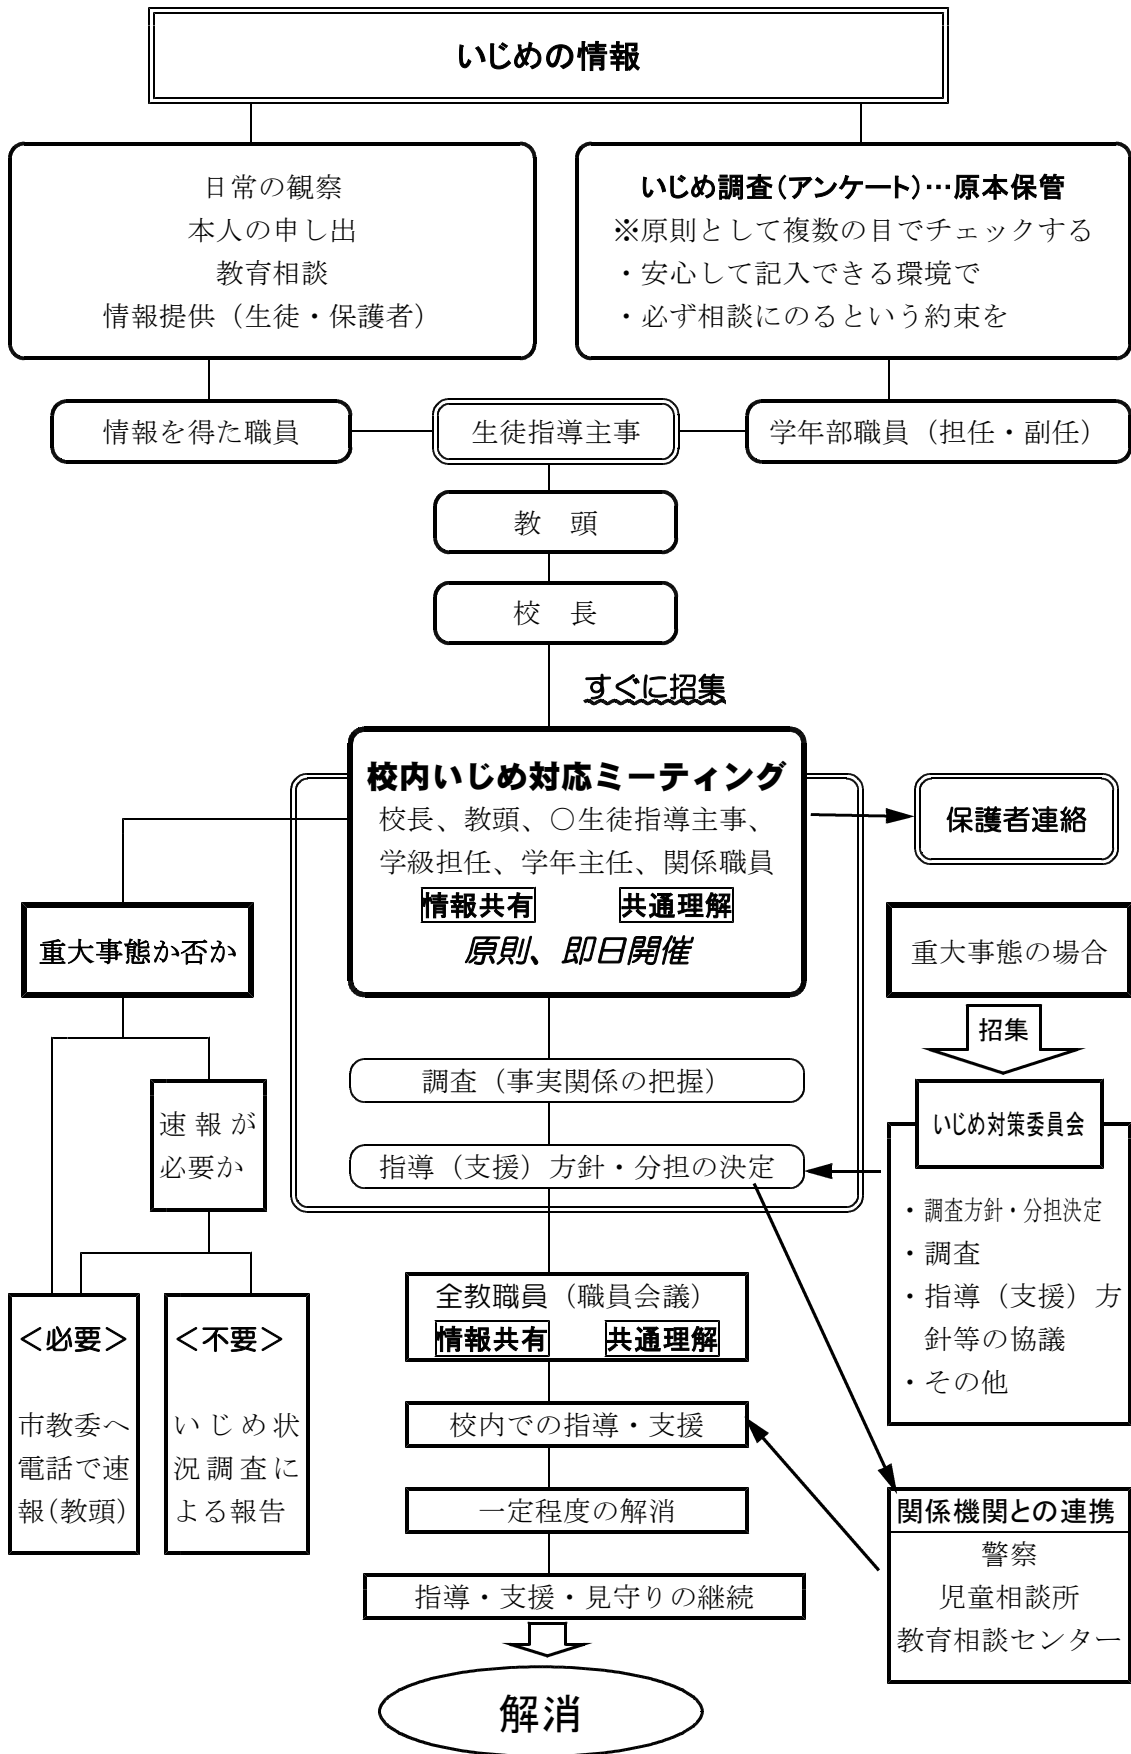 いじめの情報
日常の観察
本人の申し出
教育相談
情報提供（生徒・保護者）
いじめ調査（アンケート）…原本保管
※原則として複数の目でチェックする
・安心して記入できる環境で
・必ず相談にのるという約束を
情報を得た職員
生徒指導主事
学年部職員（担任・副任）
教　頭
校　長
すぐに招集
校内いじめ対応ミーティング
校長、教頭、○生徒指導主事、
学級担任、学年主任、関係職員
情報共有　共通理解
原則、即日開催
保護者連絡
重大事態か否か
重大事態の場合
招集
調査（事実関係の把握）
指導（支援）方針・分担の決定
速報が
必要か
いじめ対策委員会
・調査方針・分担決定
・調査
・指導（支援）方
針等の協議
・その他
＜必要＞
市教委へ
電話で速
報（教頭）
＜不要＞
いじめ状
況調査に
よる報告
全教職員（職員会議）
情報共有　共通理解
校内での指導・支援
一定程度の解消
指導・支援・見守りの継続
関係機関との連携
警察
児童相談所
教育相談センター
解消